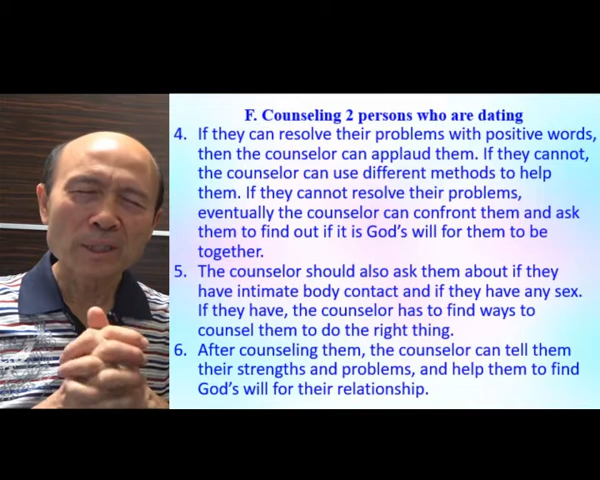 F. Counseling 2 persons who are dating
4. If they can resolve their problems with positive words,
then the counselor can applaud them. If they cannot,
the counselor can use different methods to help
them. If they cannot resolve their problems,
eventually the counselor can confront them and ask
them to find out if it is God's will for them to be
together.
5. The counselor should also ask them about if they
have intimate body contact and if they have any sex.
If they have, the counselor has to find ways to
counsel them to do the right thing.
6. After counseling them, the counselor can tell them
their strengths and problems, and help them to find
God's will for their relationship.